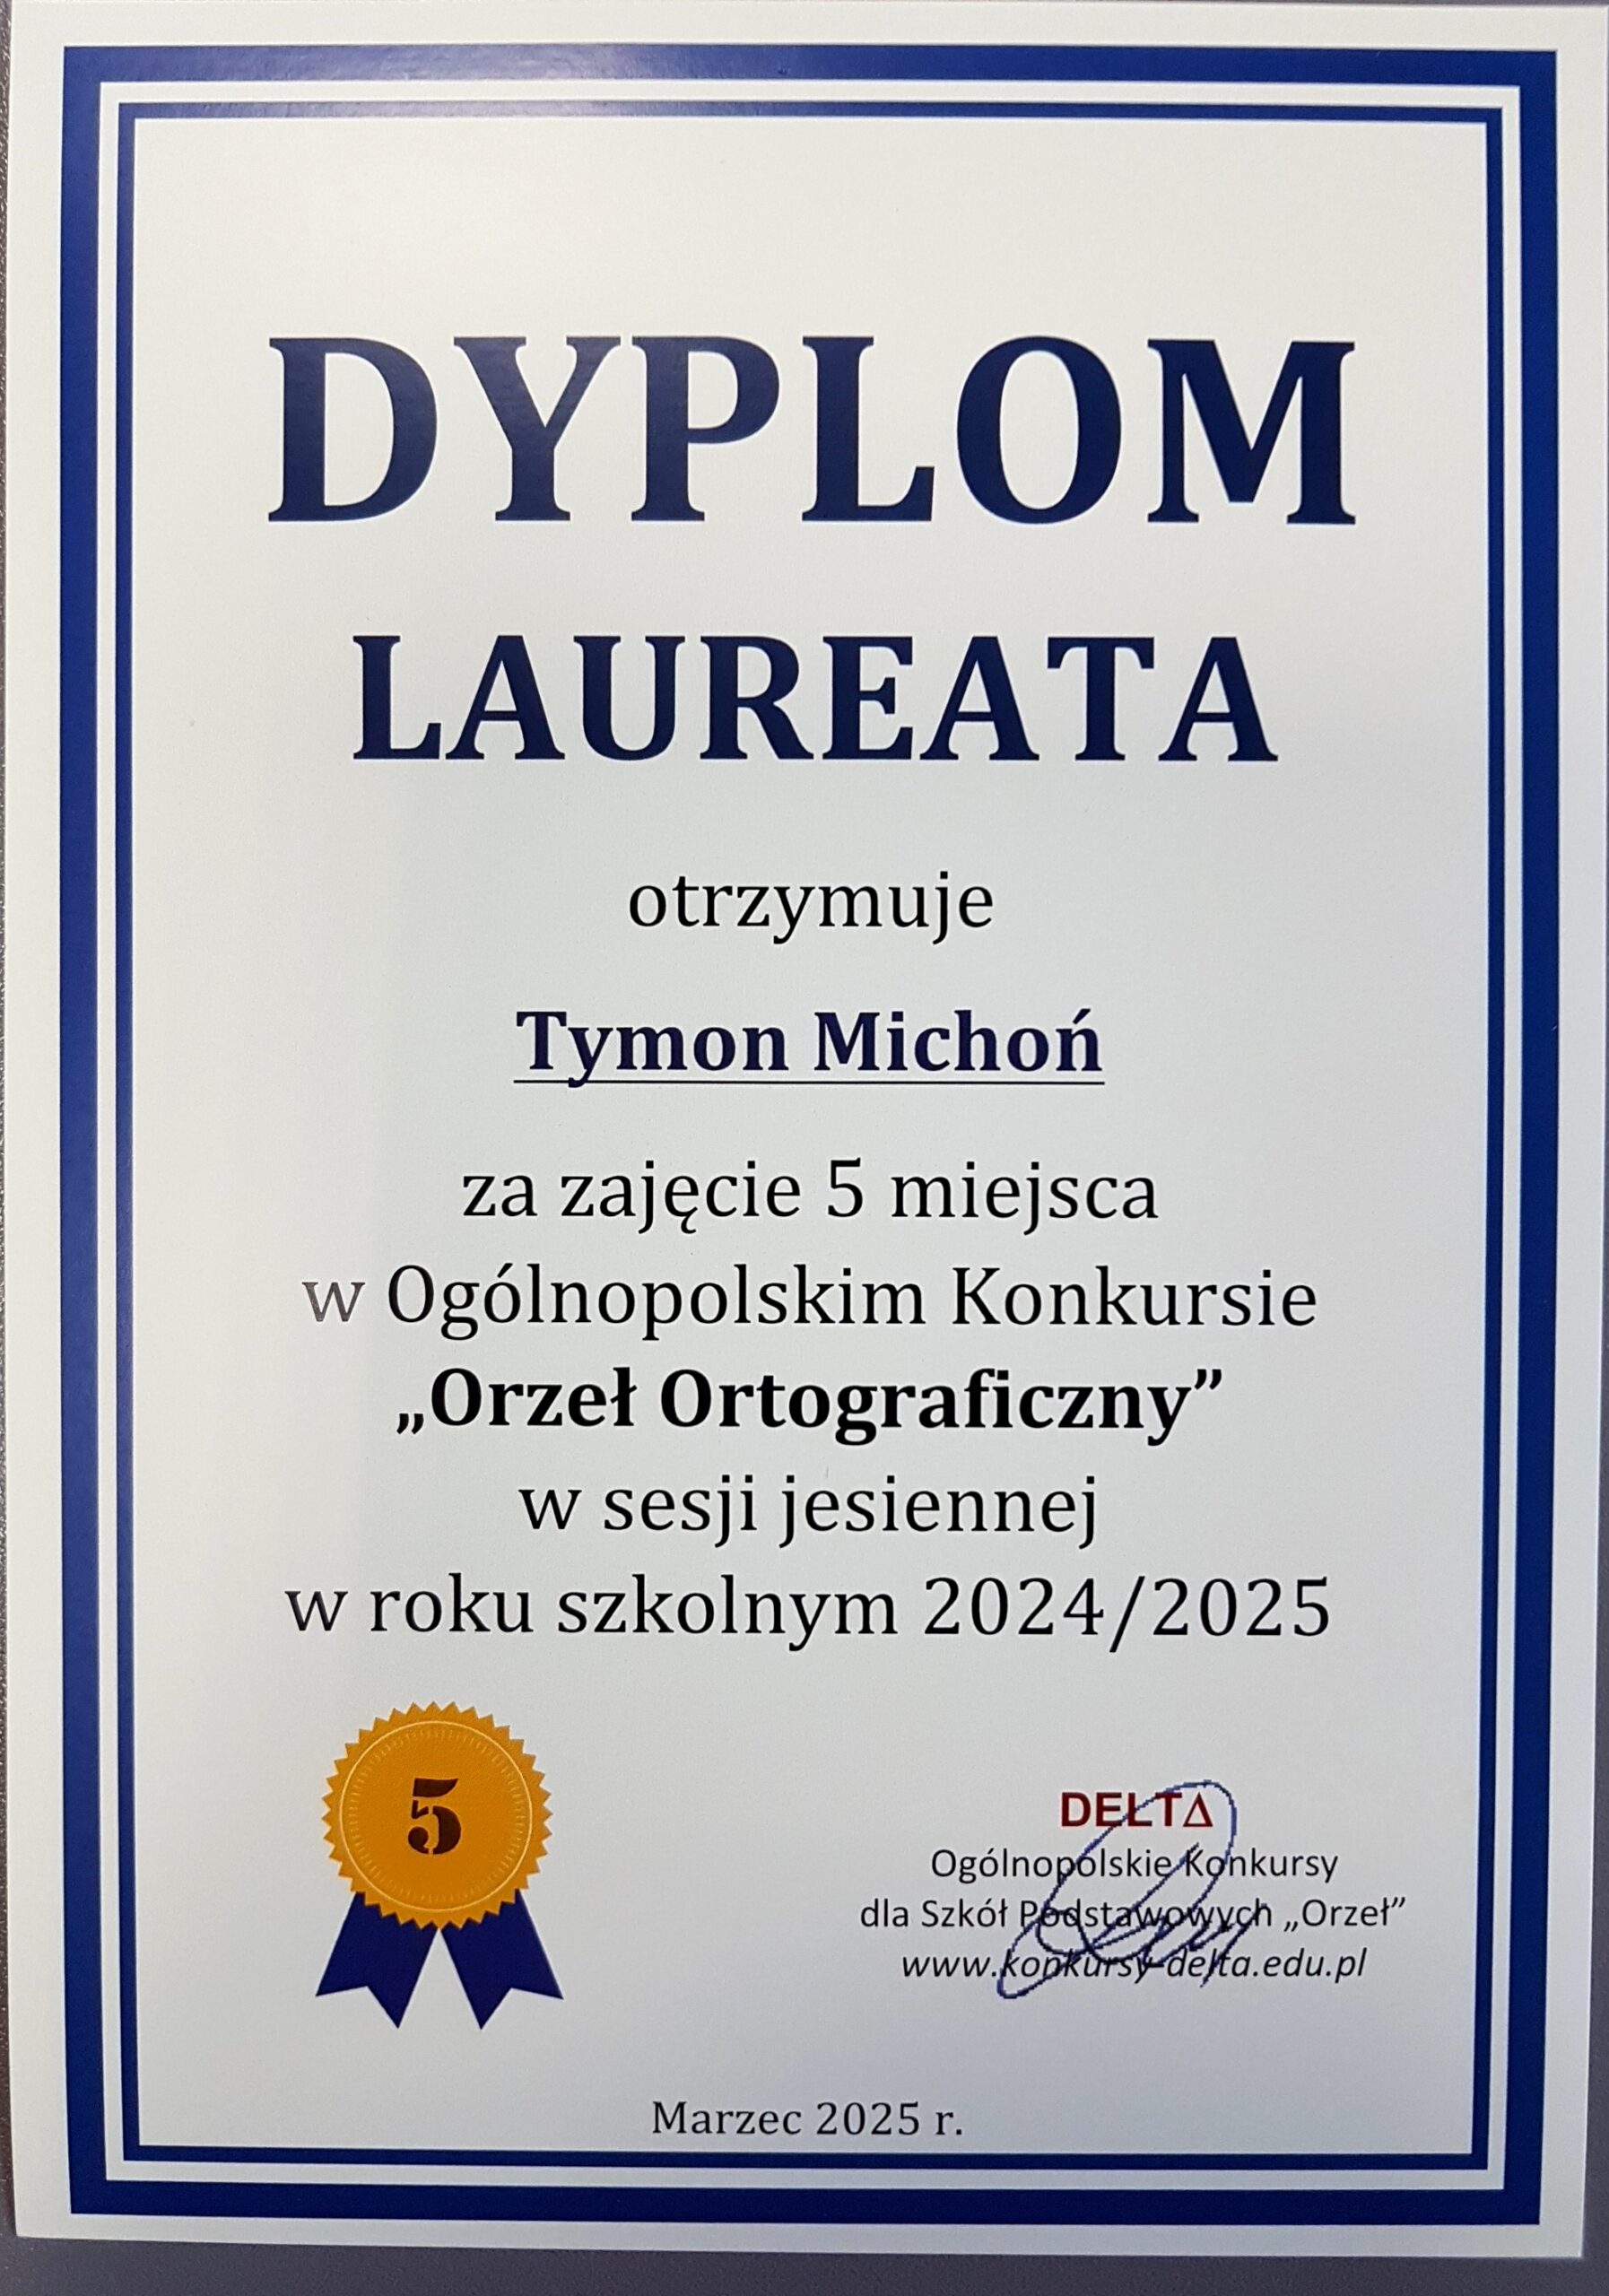 DYPLOM
LAUREATA
otrzymuje
Tymon Michoń
za zajęcie 5 miejsca
w Ogólnopolskim Konkursie
„Orzeł Ortograficzny”
w sesji jesiennej
w roku szkolnym 2024/2025
5
DELTΔ
Ogólnopolskie Konkursy
dla Szkół Podstawowych „Orzeł”
www.konkursy-delta.edu.pl
Marzec 2025 r.